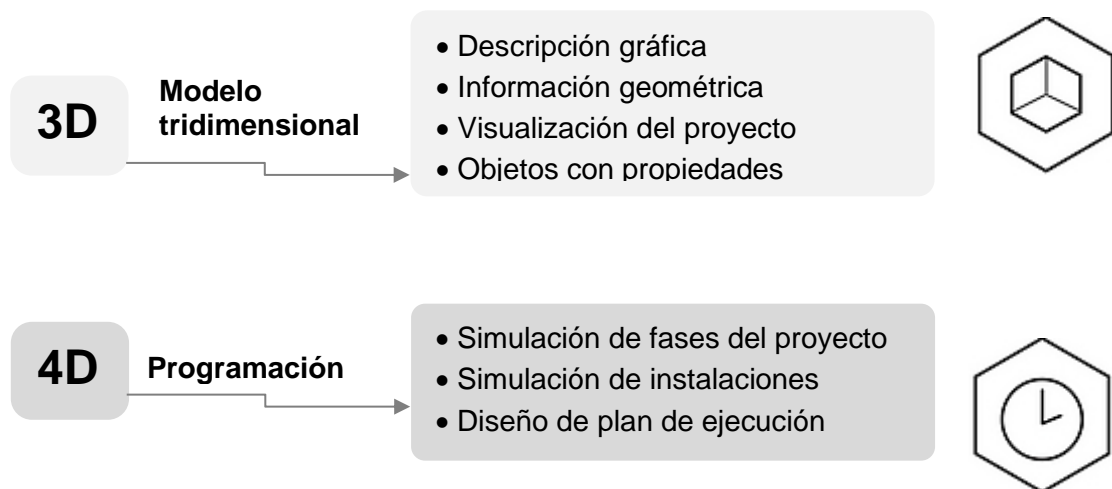 3D
Modelo
tridimensional
• Descripción gráfica
• Información geométrica
• Visualización del proyecto
• Objetos con propiedades
4D
Programación
• Simulación de fases del proyecto
• Simulación de instalaciones
• Diseño de plan de ejecución